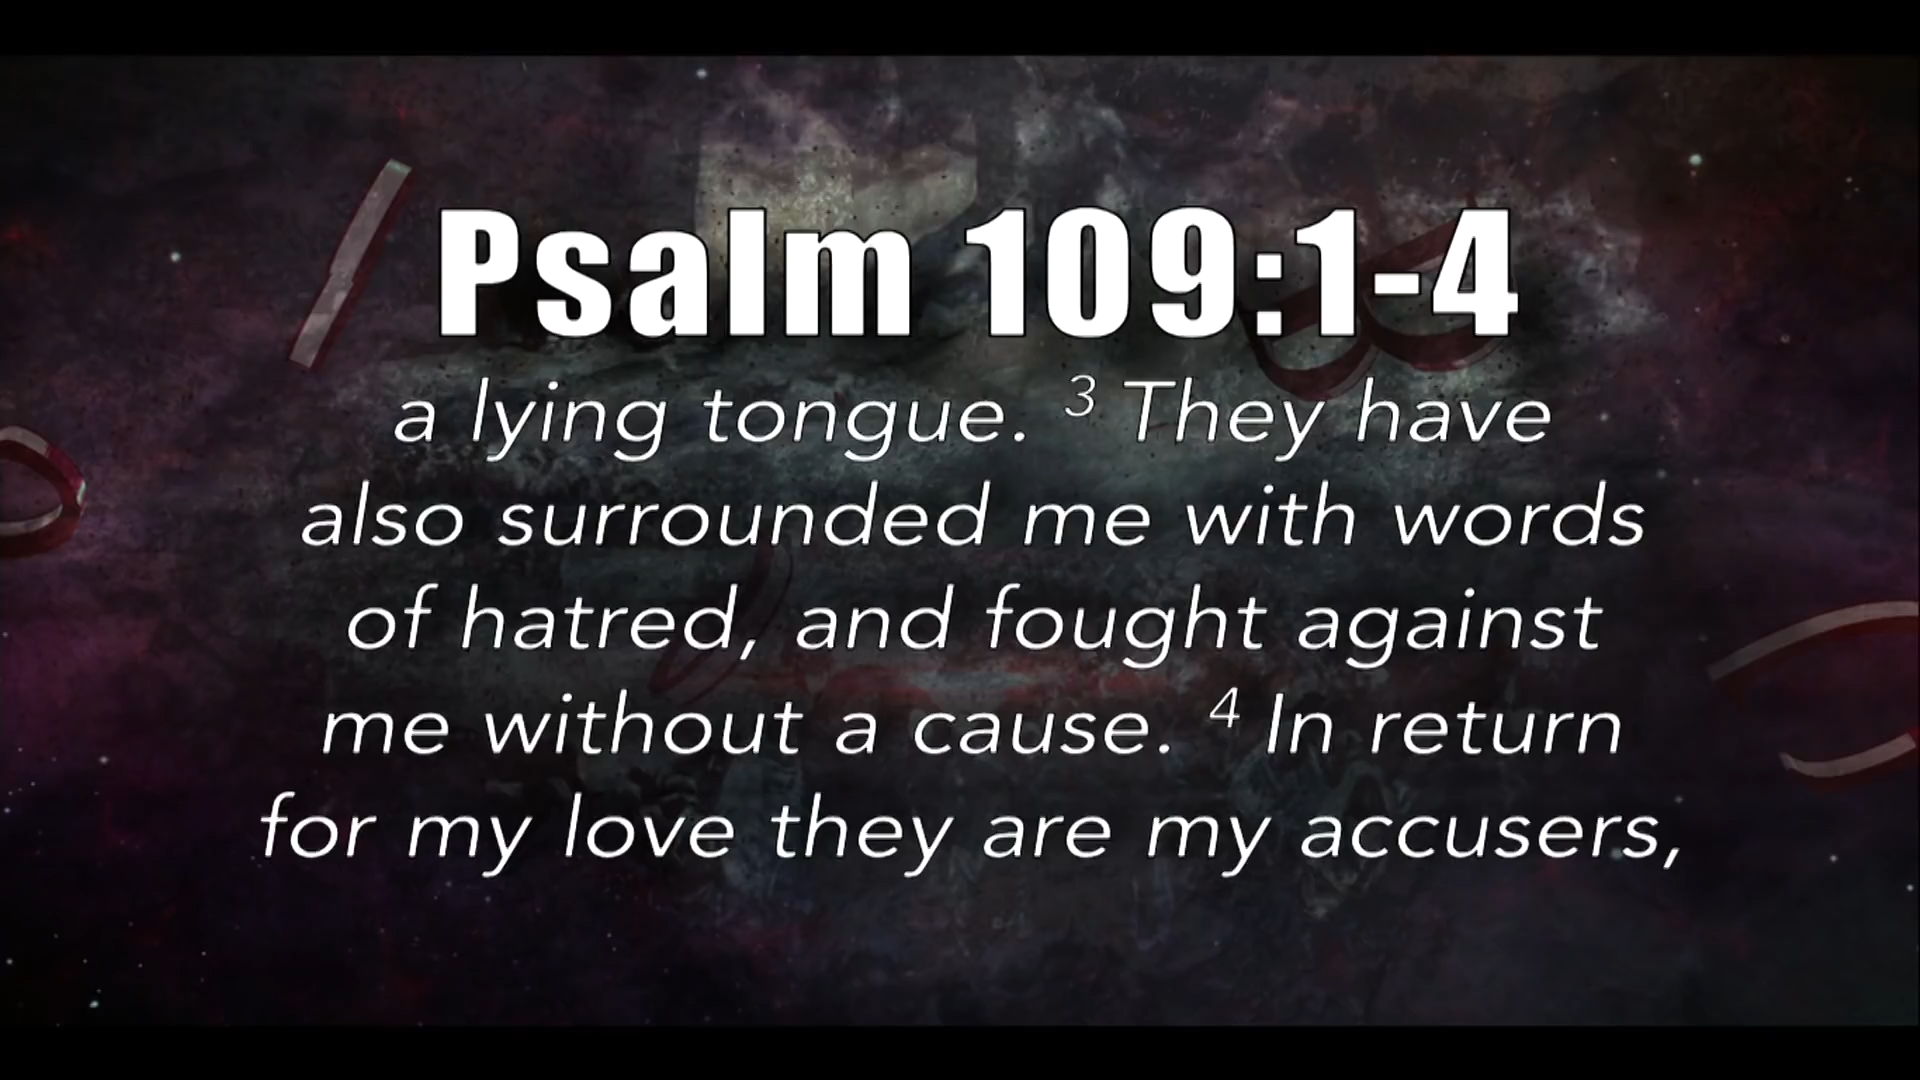 Psalm 109:1-4
a lying tongue. 3 They have
also surrounded me with words
of hatred, and fought against
me without a cause. 4 In return
for my love they are my accusers,